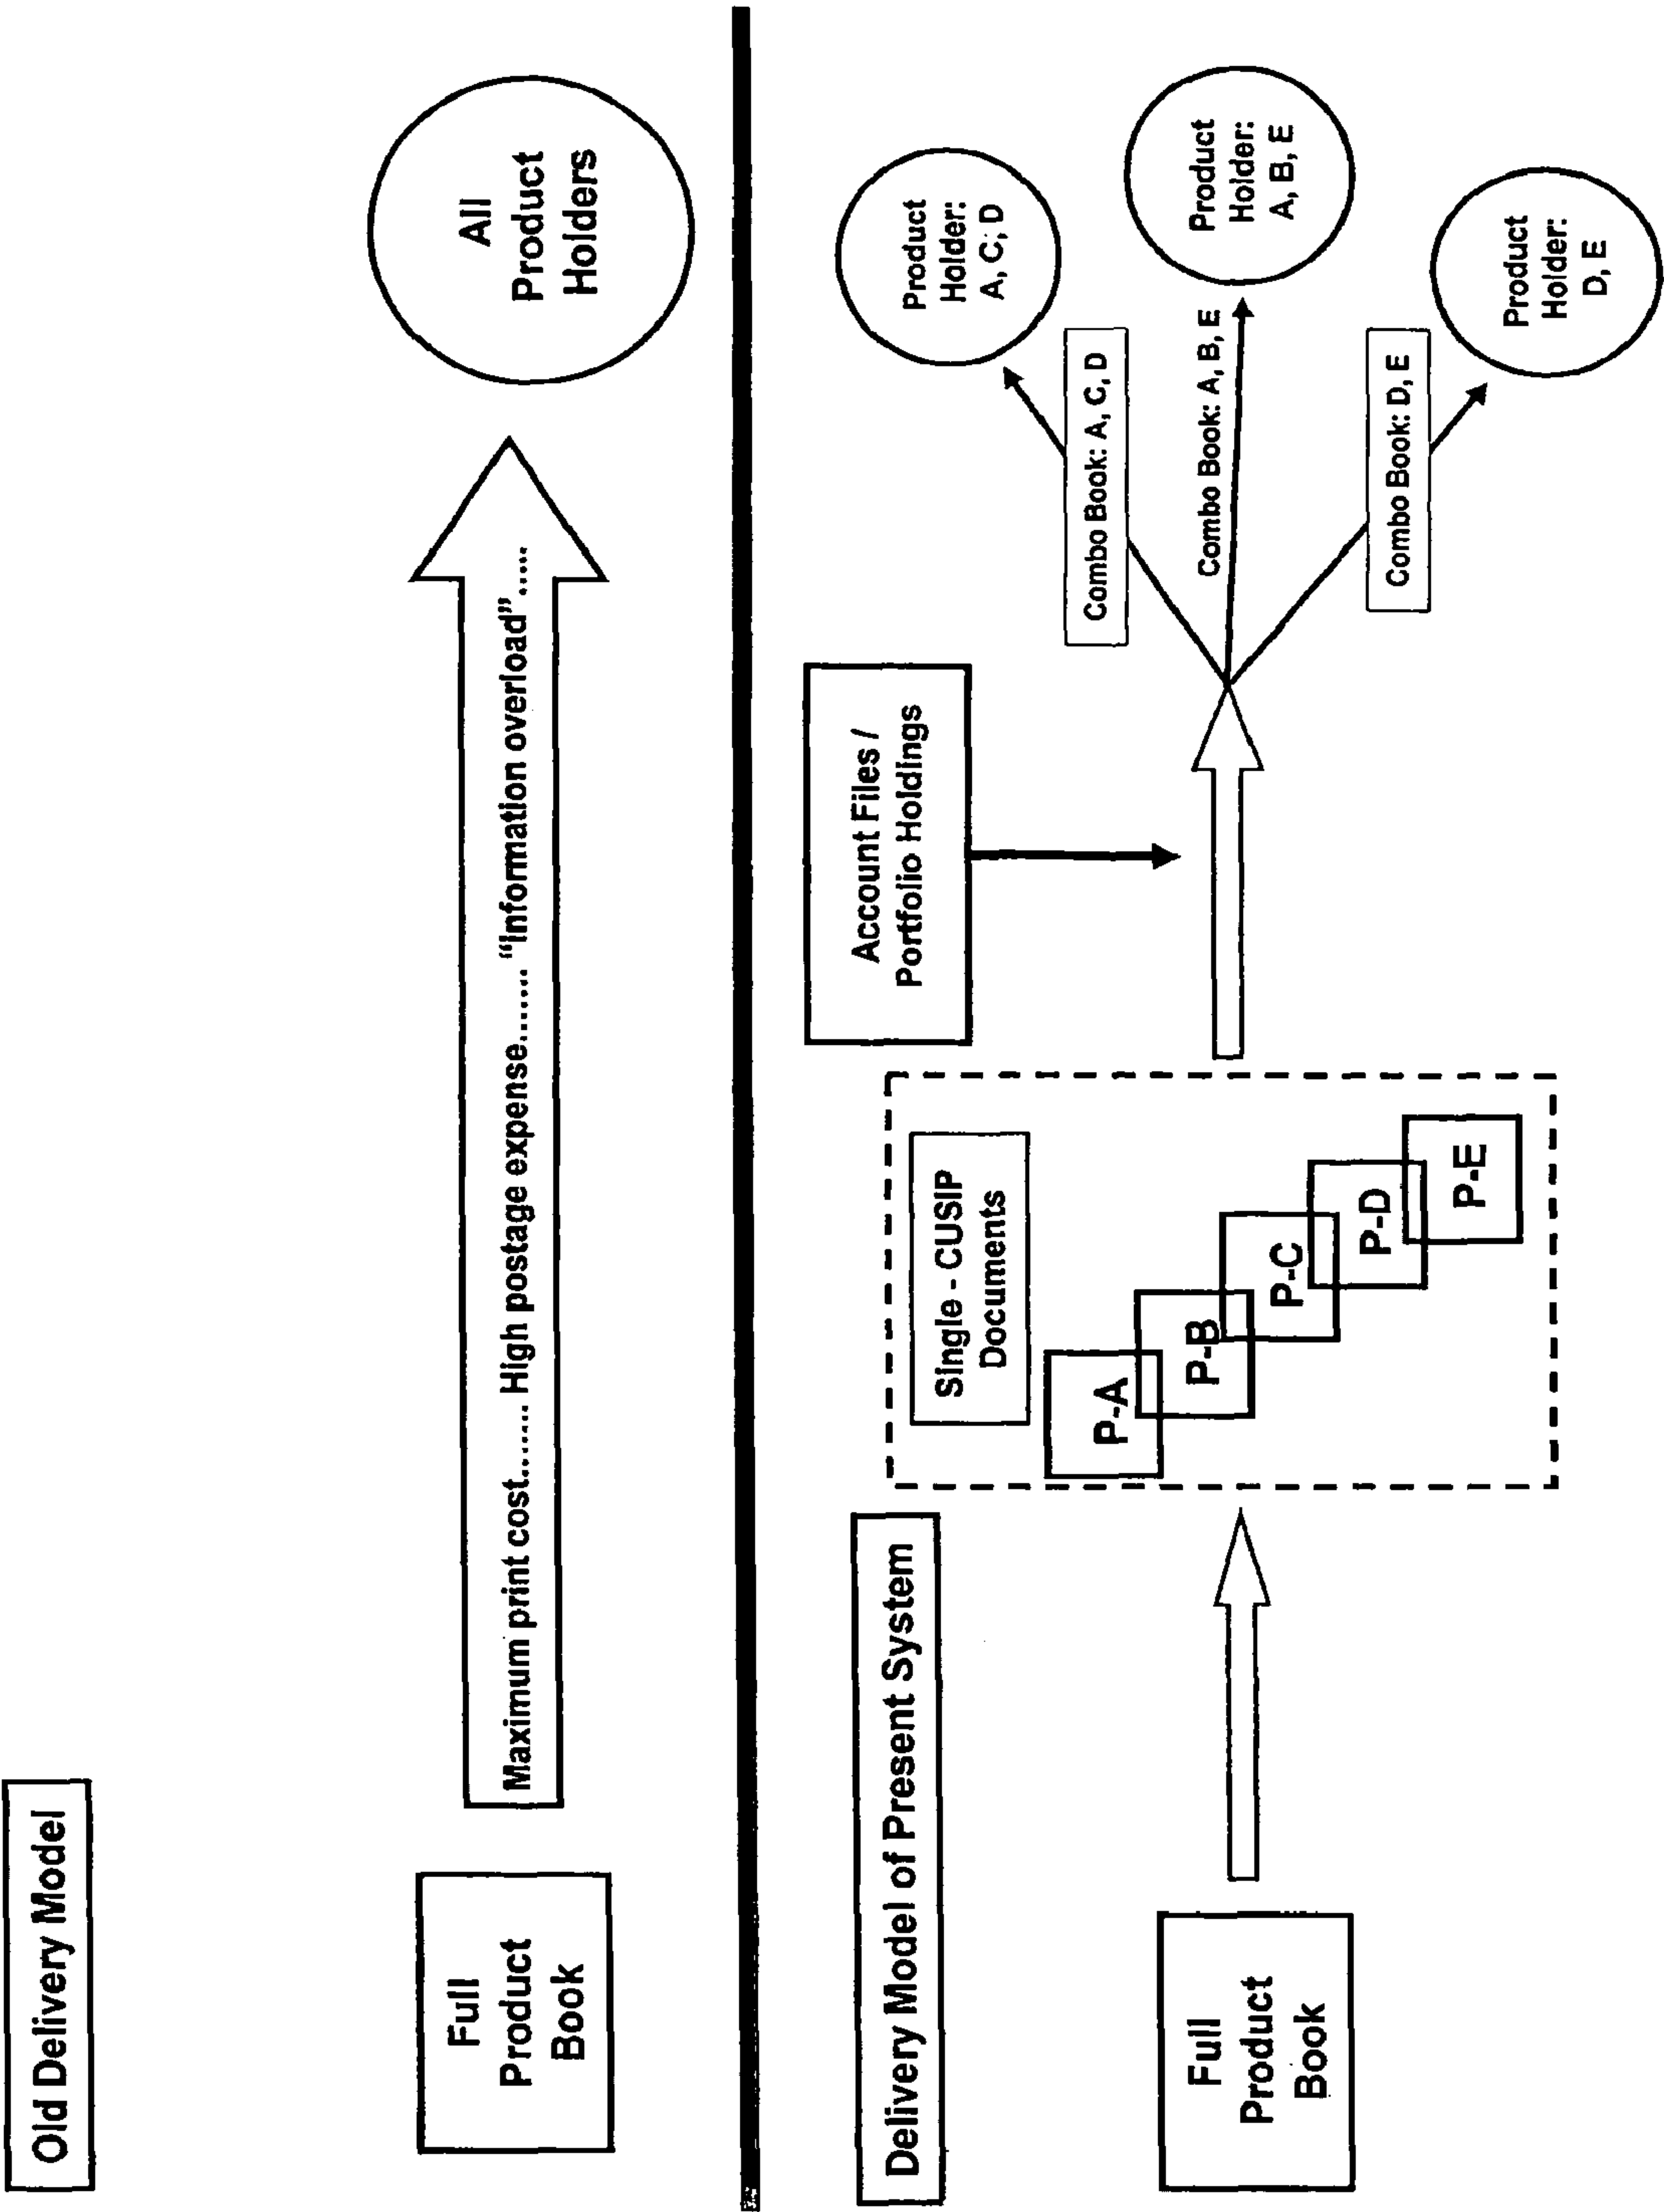 Old Delivery Model
Full
Product
Book
Maximum print cost...... High postage expense....... “Information overload”.....
All
Product
Holders
Delivery Model of Present System
Full
Product
Book
Single - CUSIP
Documents
P-A
P-B
P-C
P-D
P-E
Account Files /
Portfolio Holdings
Combo Book: A, C, D
Combo Book: A, B, E
Combo Book: D, E
Product
Holder:
A, C, D
Product
Holder:
A, B, E
Product
Holder:
D, E